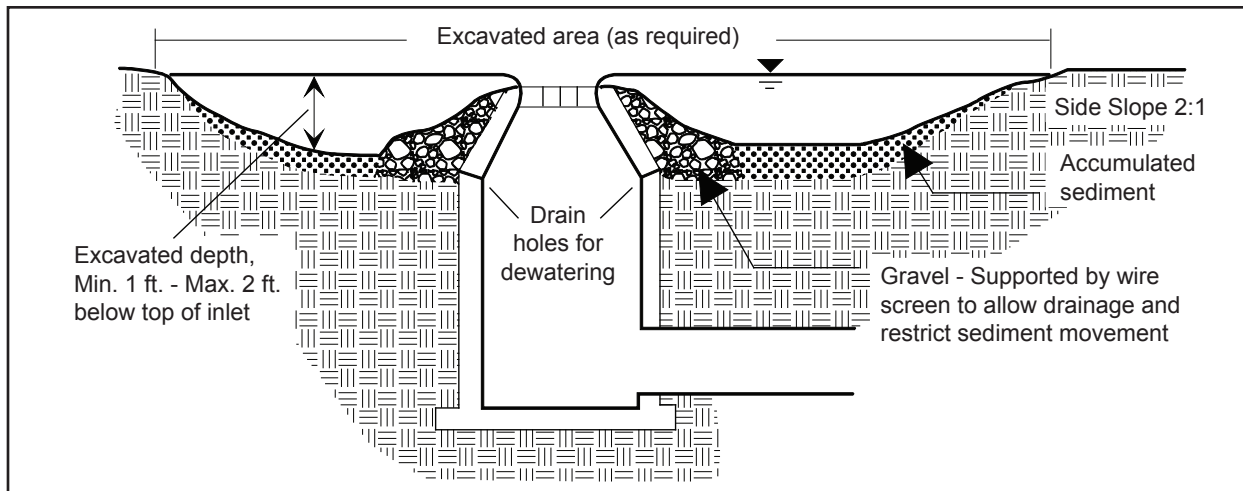 Excavated area (as required)
Side Slope 2:1
Accumulated
sediment
Drain
holes for
dewatering
Excavated depth,
Min. 1 ft. - Max. 2 ft.
below top of inlet
Gravel - Supported by wire
screen to allow drainage and
restrict sediment movement